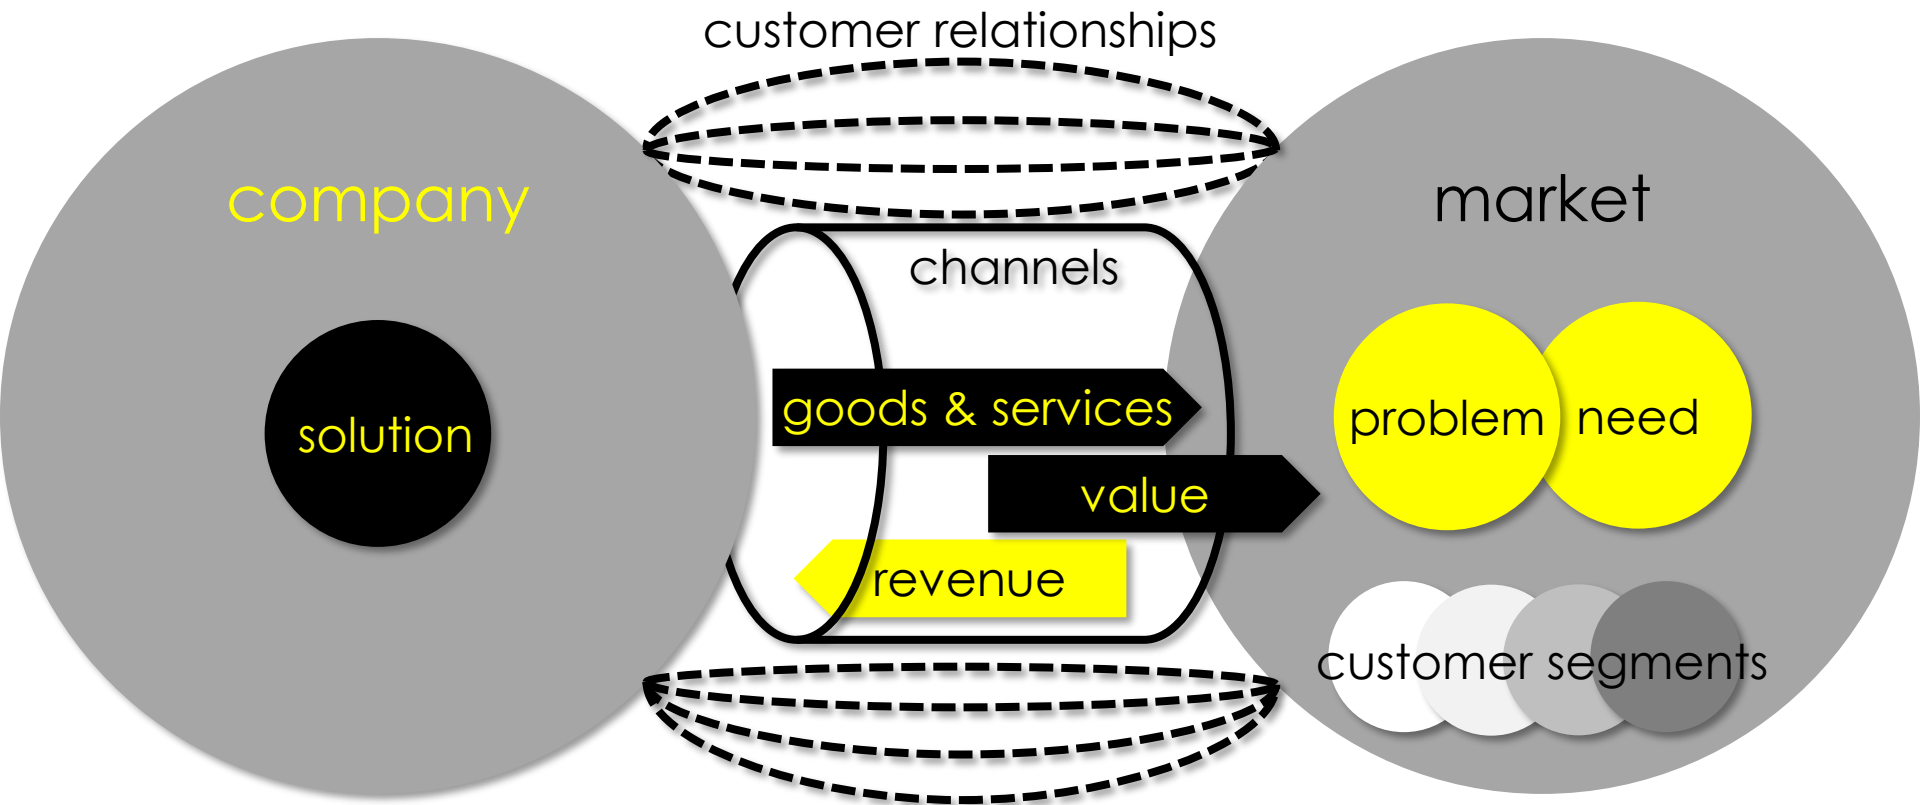 customer relationships
company
market
channels
solution
goods & services
problem
need
value
revenue
customer segments